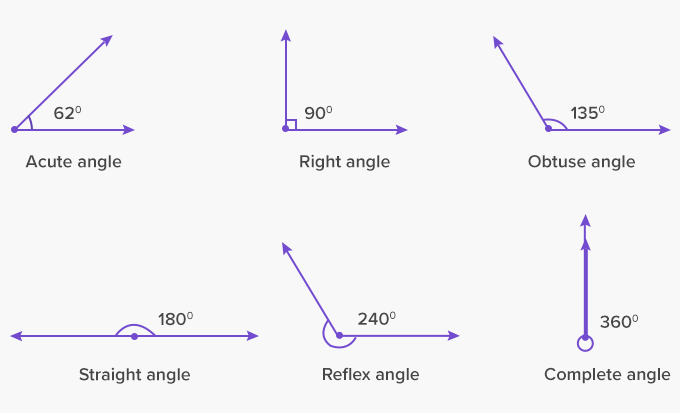 62⁰
90⁰
135⁰
Acute angle
Right angle
Obtuse angle
180⁰
240⁰
360⁰
Straight angle
Reflex angle
Complete angle